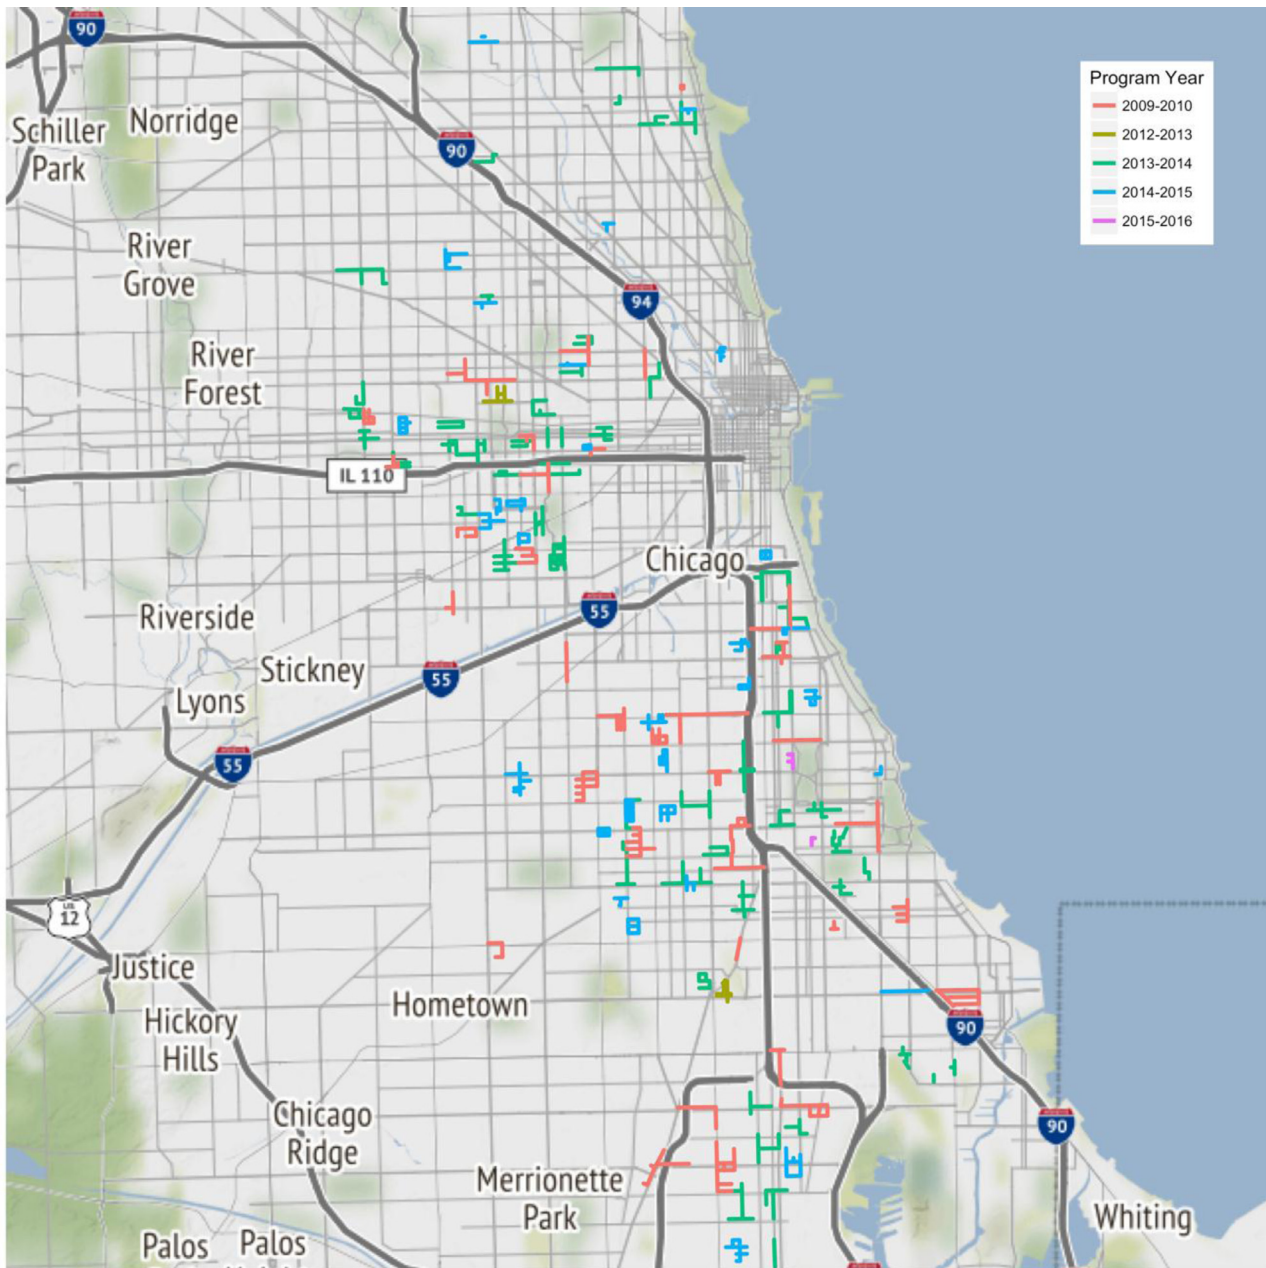 90
Program Year
2009-2010
2012-2013
2013-2014
2014-2015
2015-2016
Norridge
Schiller
Park
90
River
Grove
94
River
Forest
IL 110
Chicago
55
Riverside
Stickney
55
Lyons
55
US
12
Justice
Hometown
Hickory
Hills
90
Chicago
Ridge
90
Merrionette
Park
Whiting
Palos
Palos